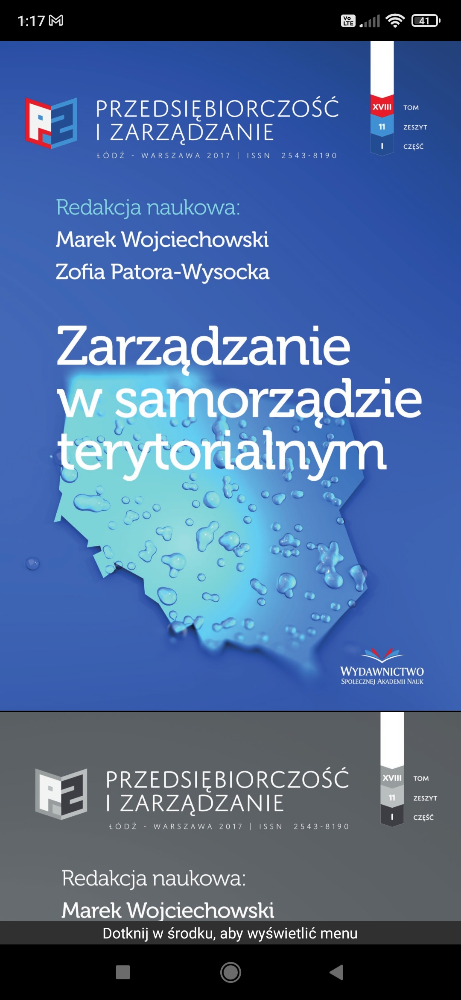 1:17
Vo LTE
41
PRZEDSIĘBIORCZOŚĆ
I ZARZĄDZANIE
ŁÓDŹ - WARSZAWA 2017 | ISSN 2543-8190
XVIII TOM
11 ZESZYT
I CZĘŚĆ
Redakcja naukowa:
Marek Wojciechowski
Zofia Patora-Wysocka
Zarządzanie
w samorządzie
terytorialnym
WYDAWNICTWO
SPOŁECZNEJ AKADEMII NAUK
PRZEDSIĘBIORCZOŚĆ
I ZARZĄDZANIE
ŁÓDŹ - WARSZAWA 2017 | ISSN 2543-8190
XVIII TOM
11 ZESZYT
I CZĘŚĆ
Redakcja naukowa:
Marek Wojciechowski
Dotknij w środku, aby wyświetlić menu